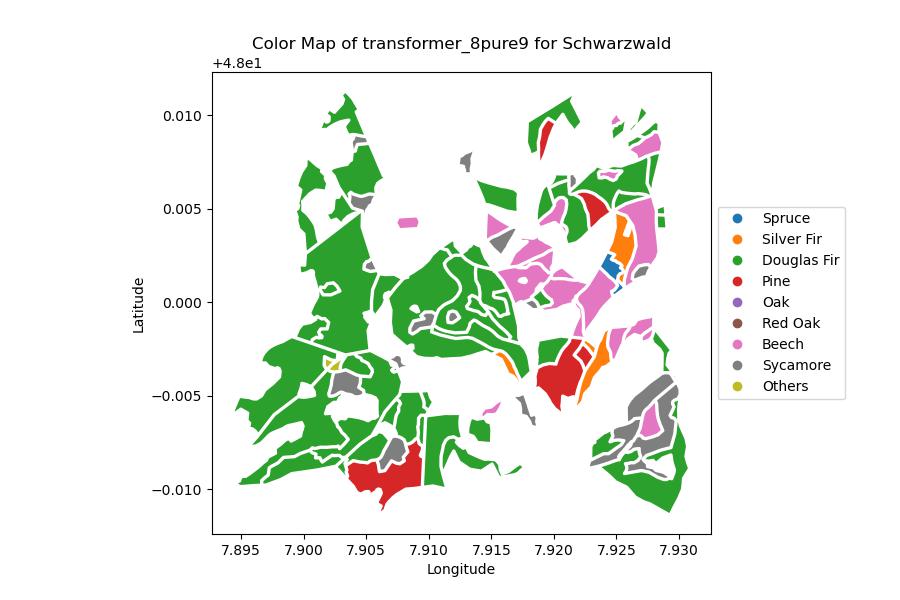 Color Map of transformer_8pure9 for Schwarzwald
+4.8e1
0.010
0.005
0.000
−0.005
−0.010
Latitude
7.895 7.900 7.905 7.910 7.915 7.920 7.925 7.930
Longitude
Spruce
Silver Fir
Douglas Fir
Pine
Oak
Red Oak
Beech
Sycamore
Others